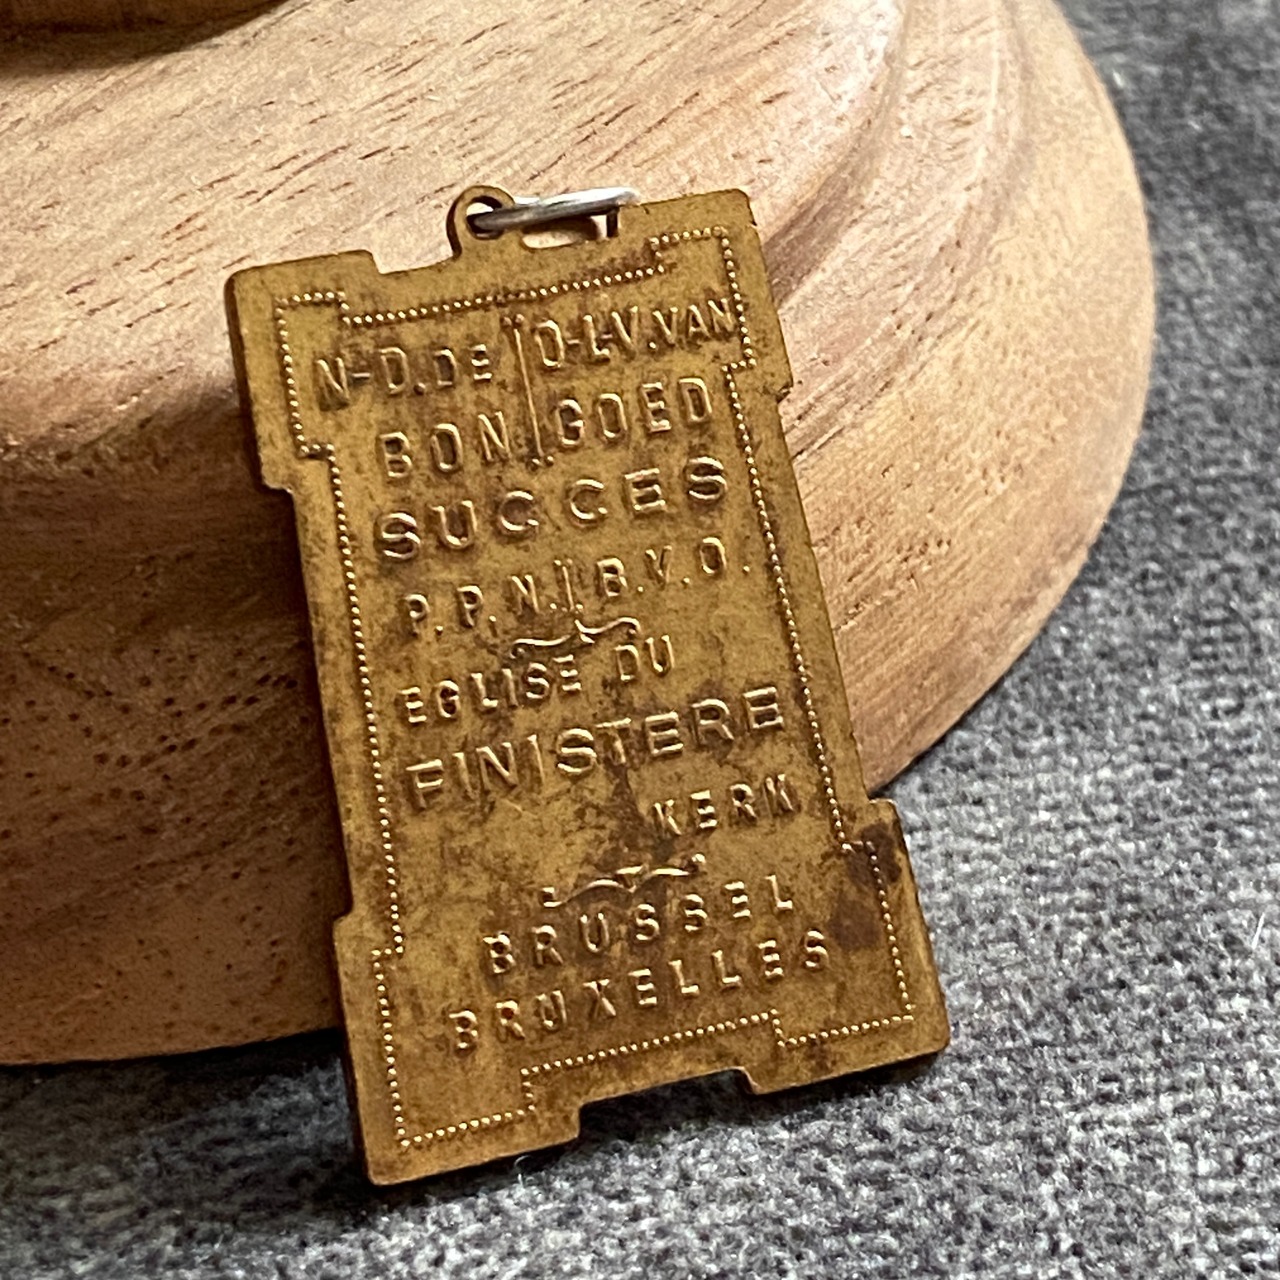 N-D.DE O-L-V.VAN
BON GOED
SUCCES
P.P.N. B.V.O.
EGLISE DU
FINISTERE
KERK
BRUSSEL
BRUXELLES